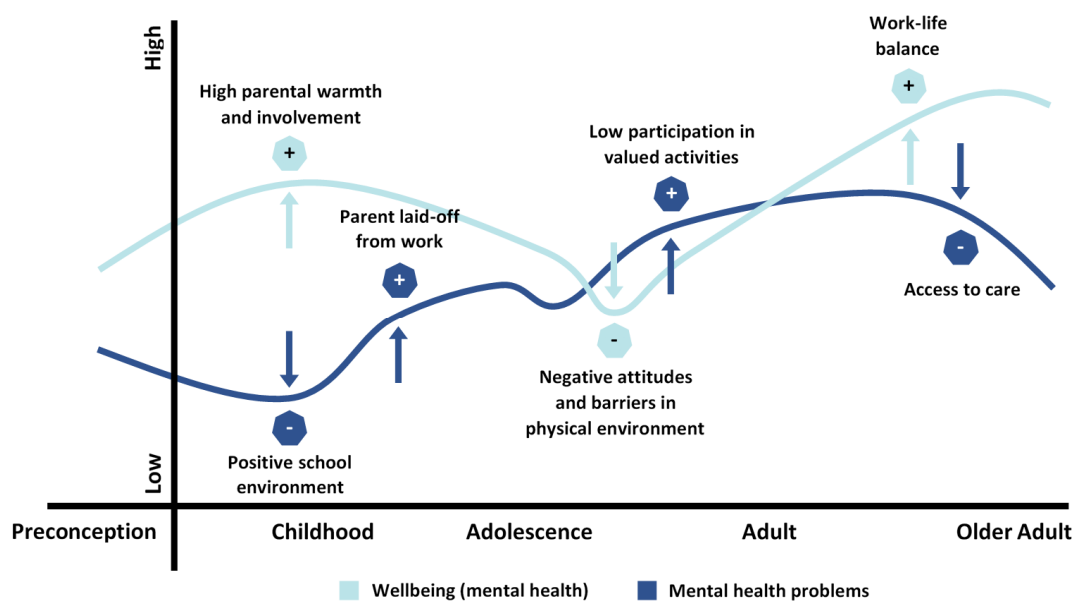 High
Low
High parental warmth
and involvement
+
Parent laid-off
from work
+
-
Positive school
environment
Low participation in
valued activities
+
-
Negative attitudes
and barriers in
physical environment
Work-life
balance
+
-
Access to care
Preconception
Childhood
Adolescence
Adult
Older Adult
Wellbeing (mental health)
Mental health problems